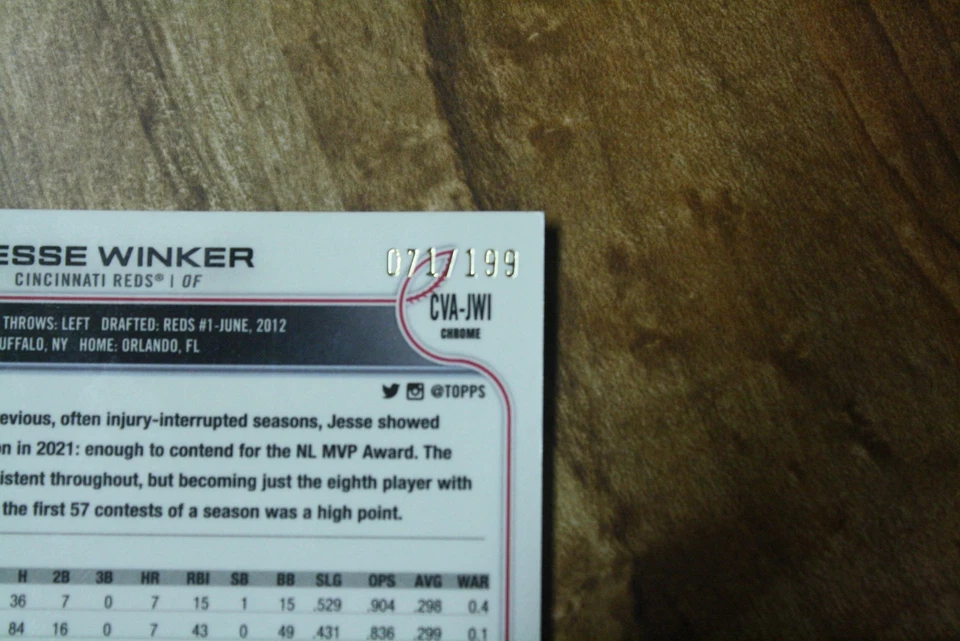 ESSE WINKER
071/199
CINCINNATI REDS® | OF
CVA-JWI
CHROME
THROWS: LEFT DRAFTED: REDS #1-JUNE, 2012
UFFALO, NY HOME: ORLANDO, FL
@TOPPS
evious, often injury-interrupted seasons, Jesse showed
on in 2021: enough to contend for the NL MVP Award. The
istent throughout, but becoming just the eighth player with
the first 57 contests of a season was a high point.
H 2B 3B HR RBI SB BB SLG OPS AVG WAR
36 7 0 7 15 1 15 .529 .904 .298 0.4
84 16 0 7 43 0 49 .431 .836 .299 0.1